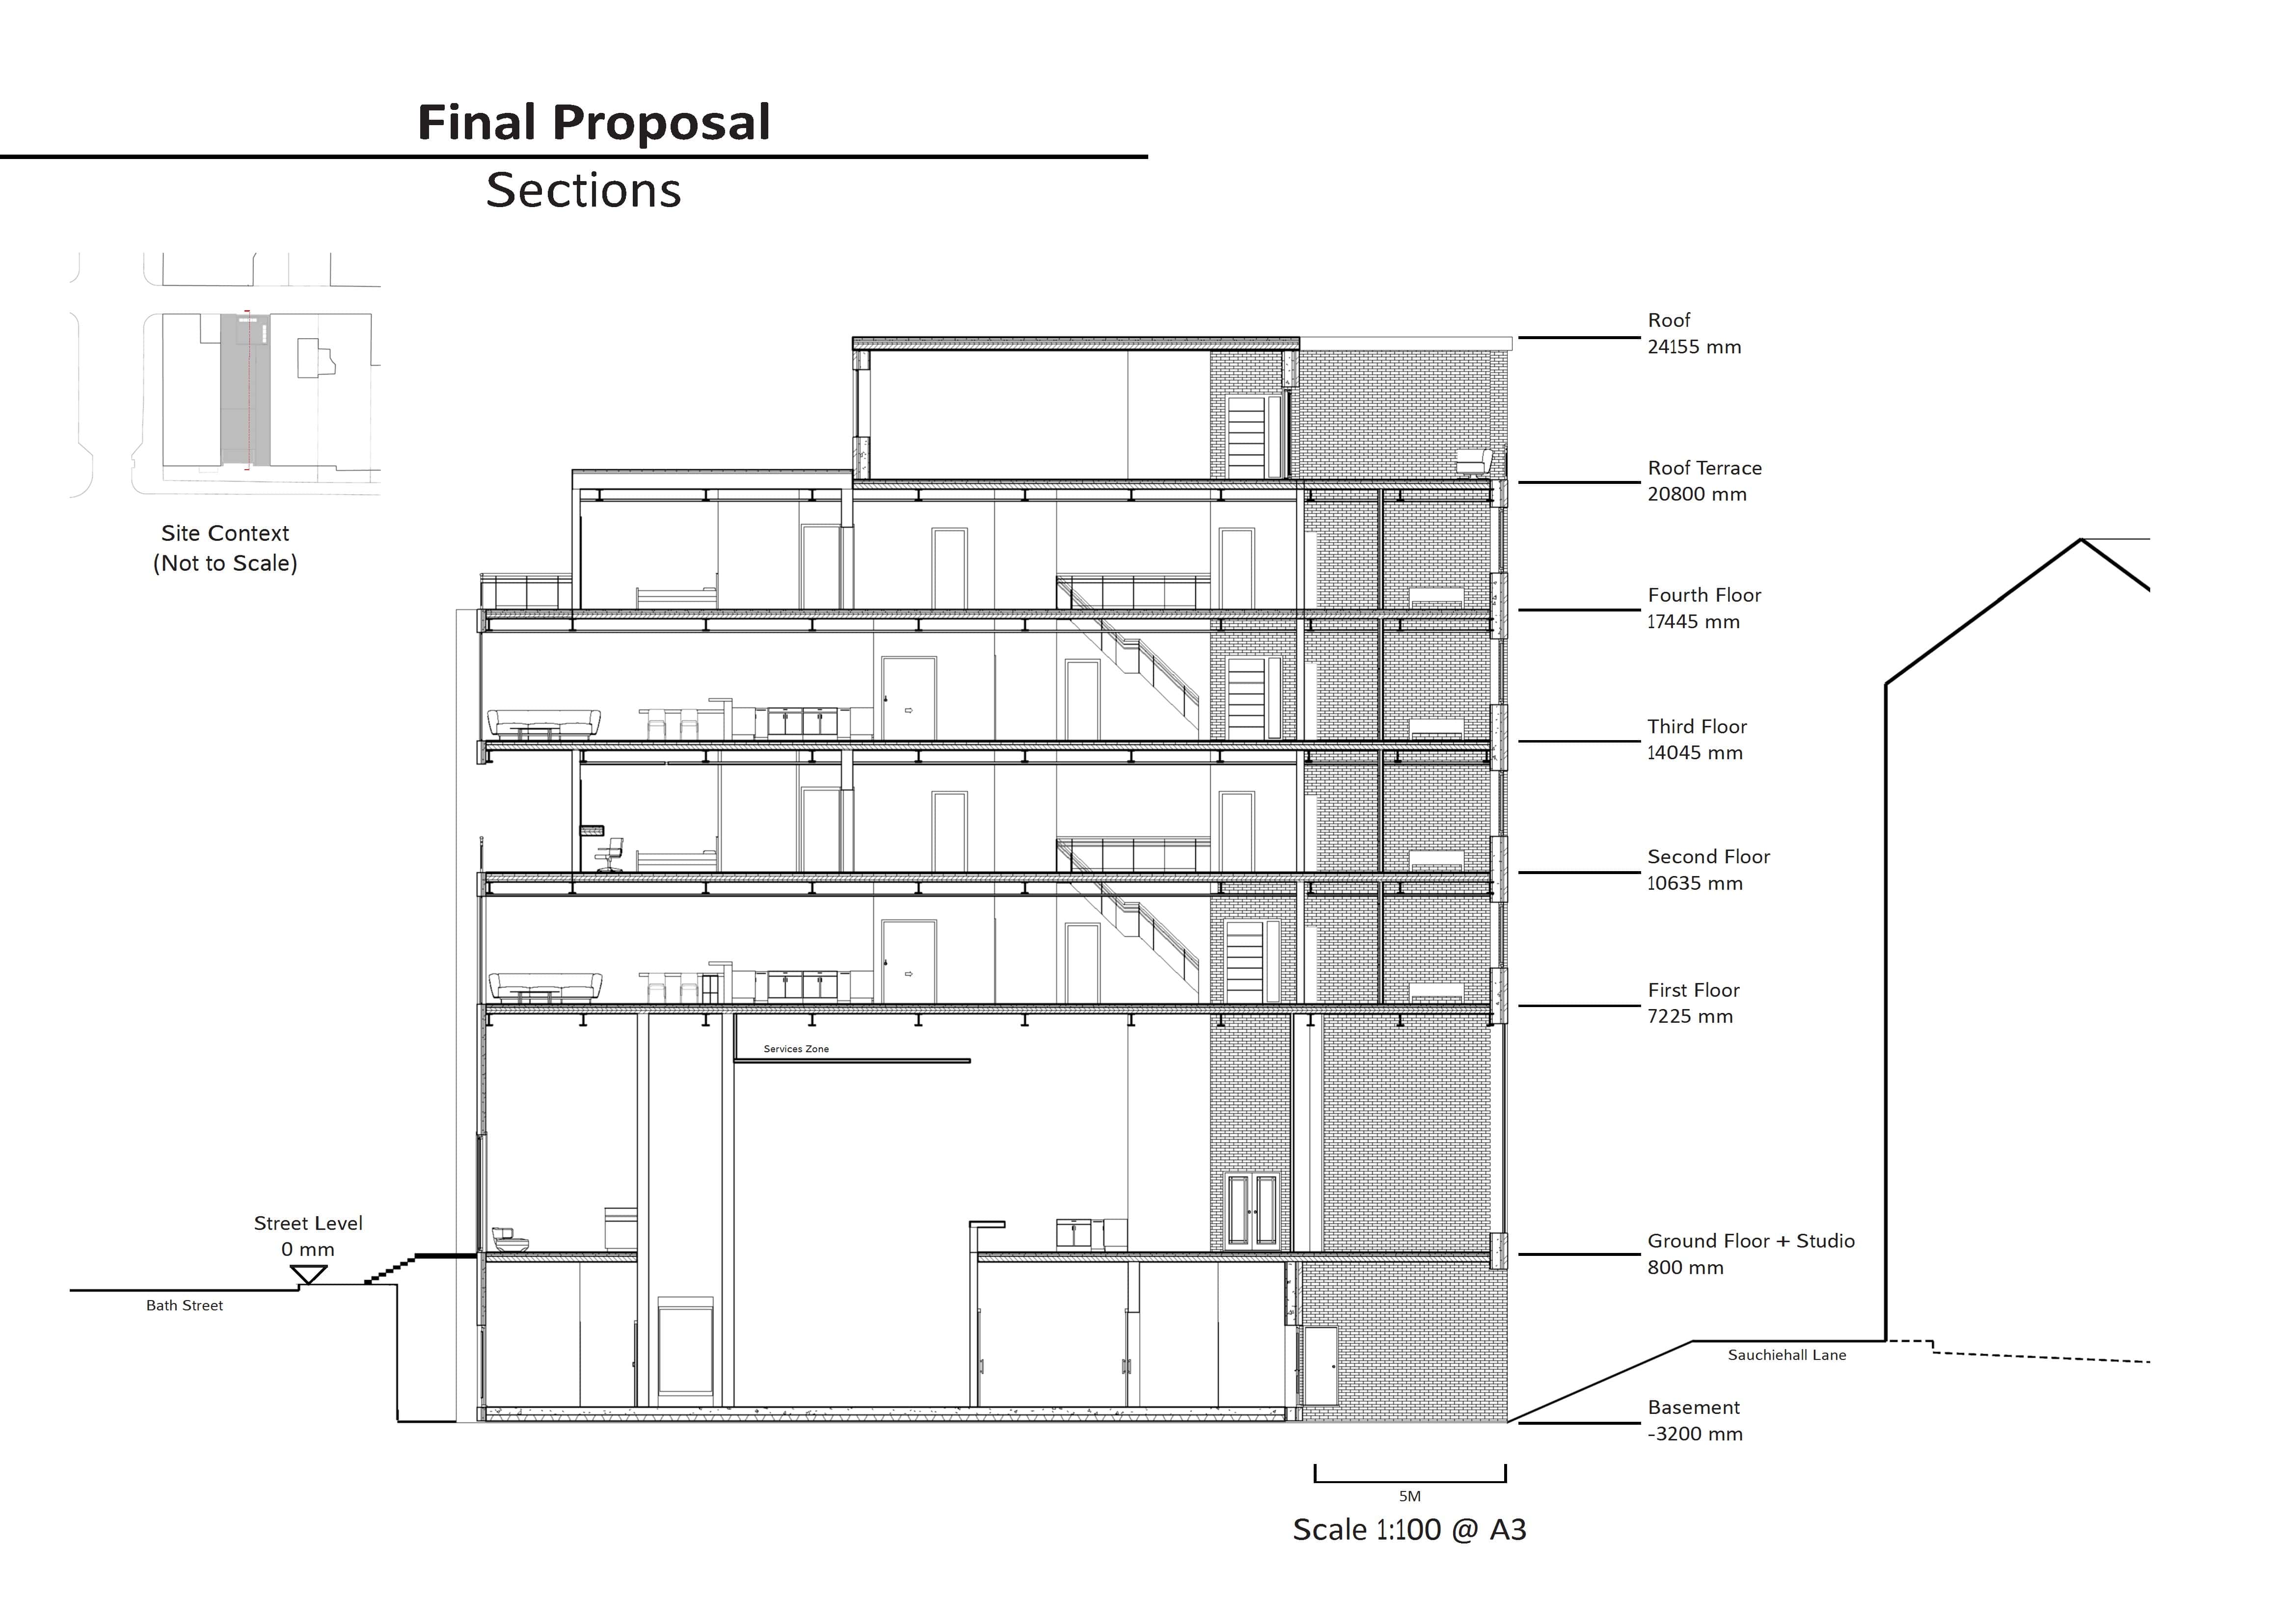 Final Proposal
Sections
Site Context
(Not to Scale)
Roof
24155 mm
Roof Terrace
20800 mm
Fourth Floor
17445 mm
Third Floor
14045 mm
Second Floor
10635 mm
First Floor
7225 mm
Services Zone
Street Level
0 mm
Bath Street
Ground Floor + Studio
800 mm
Sauchiehall Lane
Basement
-3200 mm
5M
Scale 1:100 @ A3